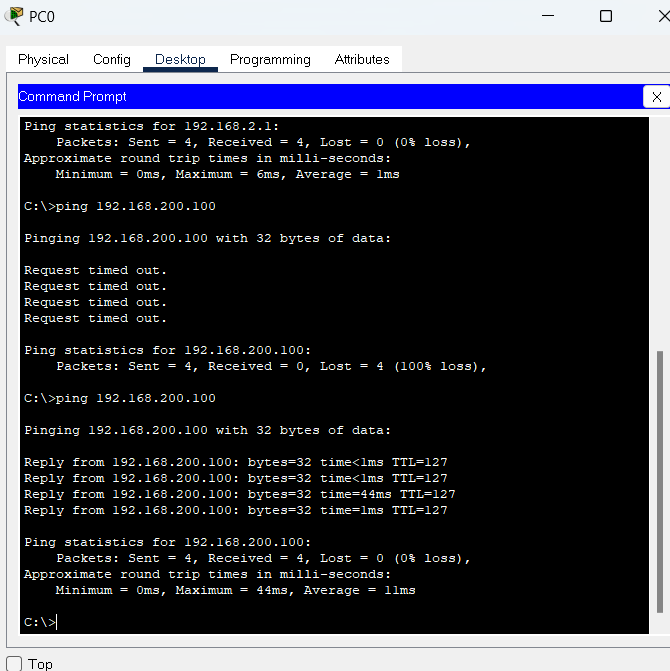 PC0
Physical Config Desktop Programming Attributes
Command Prompt
X
Ping statistics for 192.168.2.1:
    Packets: Sent = 4, Received = 4, Lost = 0 (0% loss),
Approximate round trip times in milli-seconds:
    Minimum = 0ms, Maximum = 6ms, Average = 1ms
C:\>ping 192.168.200.100
Pinging 192.168.200.100 with 32 bytes of data:
Request timed out.
Request timed out.
Request timed out.
Request timed out.
Ping statistics for 192.168.200.100:
    Packets: Sent = 4, Received = 0, Lost = 4 (100% loss),
C:\>ping 192.168.200.100
Pinging 192.168.200.100 with 32 bytes of data:
Reply from 192.168.200.100: bytes=32 time<1ms TTL=127
Reply from 192.168.200.100: bytes=32 time<1ms TTL=127
Reply from 192.168.200.100: bytes=32 time=44ms TTL=127
Reply from 192.168.200.100: bytes=32 time=1ms TTL=127
Ping statistics for 192.168.200.100:
    Packets: Sent = 4, Received = 4, Lost = 0 (0% loss),
Approximate round trip times in milli-seconds:
    Minimum = 0ms, Maximum = 44ms, Average = 11ms
C:\>
Top